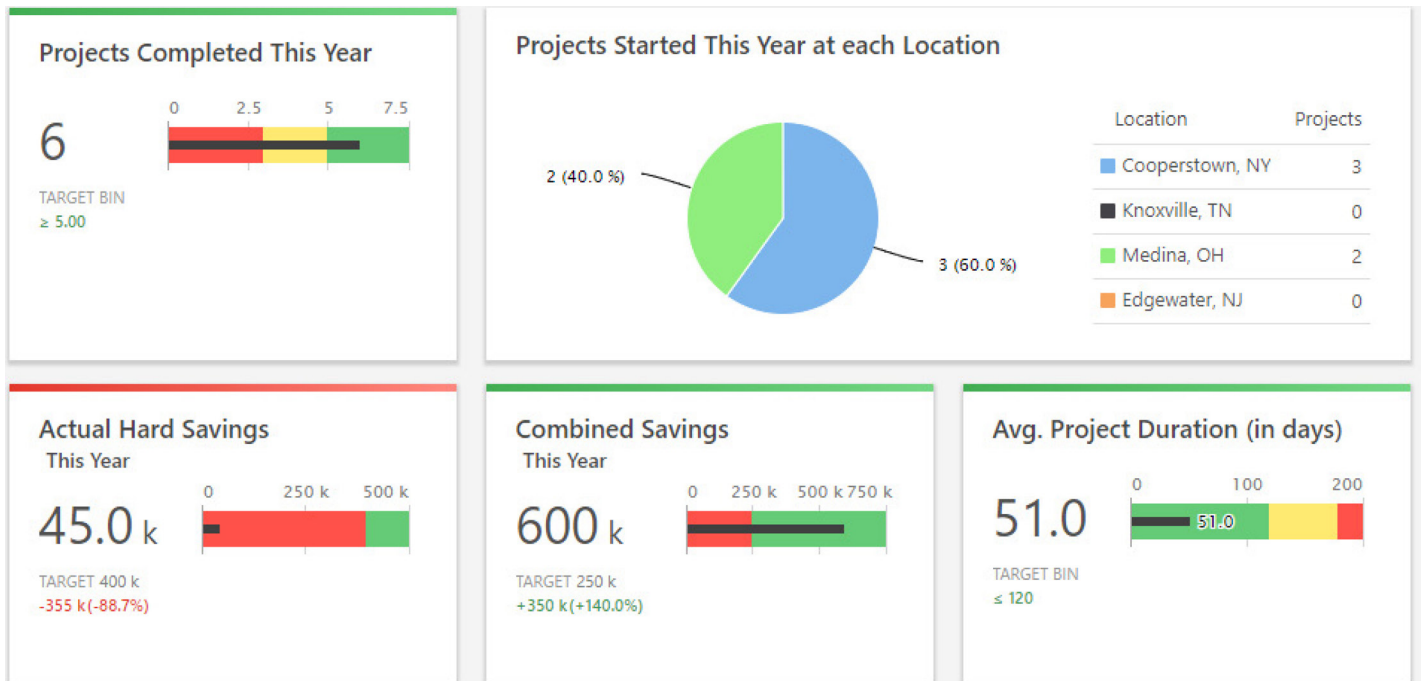 Projects Completed This Year
0 2.5 5 7.5
6
TARGET BIN
≥ 5.00
Projects Started This Year at each Location
2 (40.0 %)
3 (60.0 %)
Location Projects
Cooperstown, NY 3
Knoxville, TN 0
Medina, OH 2
Edgewater, NJ 0
Actual Hard Savings
This Year
0 250 k 500 k
45.0 k
TARGET 400 k
-355 k(-88.7%)
Combined Savings
This Year
0 250 k 500 k 750 k
600 k
TARGET 250 k
+350 k(+140.0%)
Avg. Project Duration (in days)
0 100 200
51.0
51.0
TARGET BIN
≤ 120